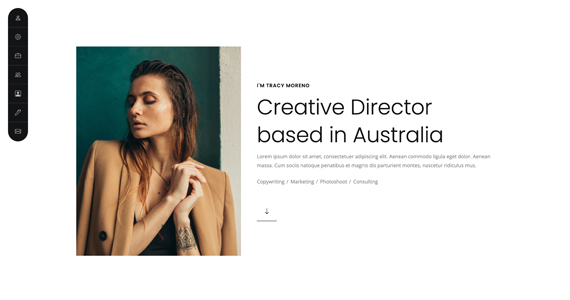 I'M TRACY MORENO
Creative Director
based in Australia
Lorem ipsum dolor sit amet, consectetuer adipiscing elit. Aenean commodo ligula eget dolor. Aenean
massa. Cum sociis natoque penatibus et magnis dis parturient montes, nascetur ridiculus mus.
Copywriting / Marketing / Photoshoot / Consulting